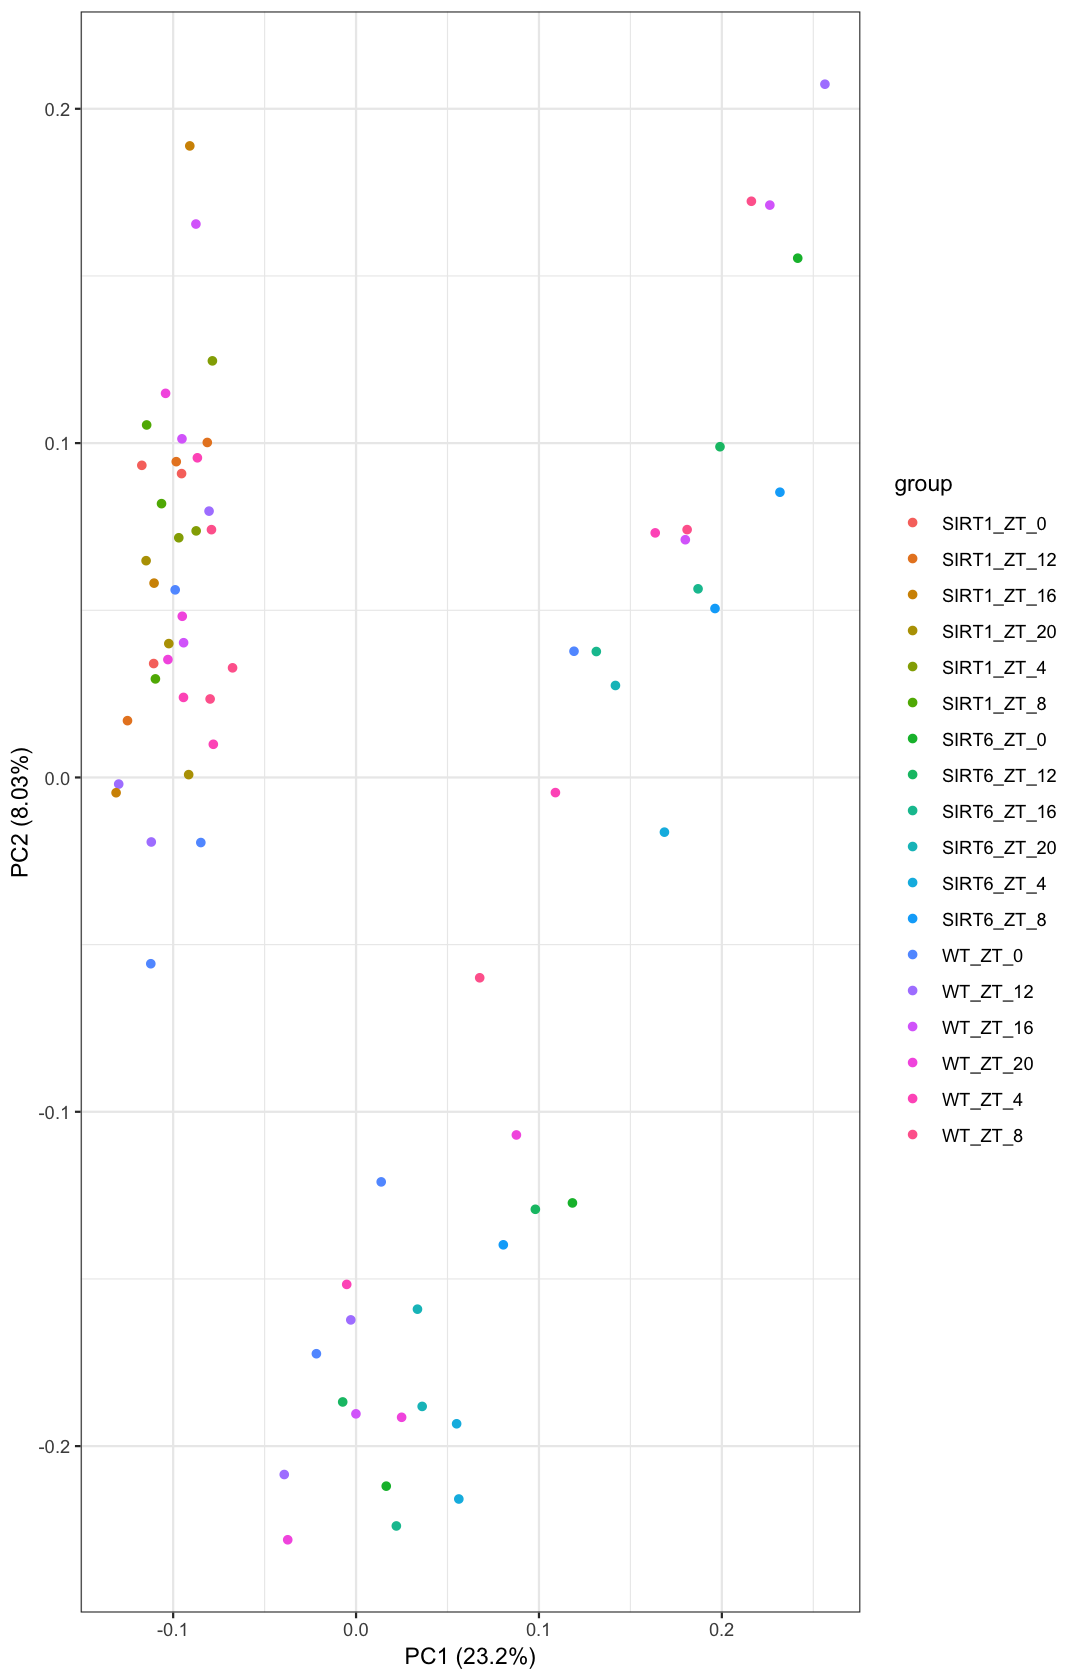 0.2
0.1
0.0
-0.1
-0.2
PC2 (8.03%)
-0.1
0.0
0.1
0.2
PC1 (23.2%)
group
SIRT1_ZT_0
SIRT1_ZT_12
SIRT1_ZT_16
SIRT1_ZT_20
SIRT1_ZT_4
SIRT1_ZT_8
SIRT6_ZT_0
SIRT6_ZT_12
SIRT6_ZT_16
SIRT6_ZT_20
SIRT6_ZT_4
SIRT6_ZT_8
WT_ZT_0
WT_ZT_12
WT_ZT_16
WT_ZT_20
WT_ZT_4
WT_ZT_8